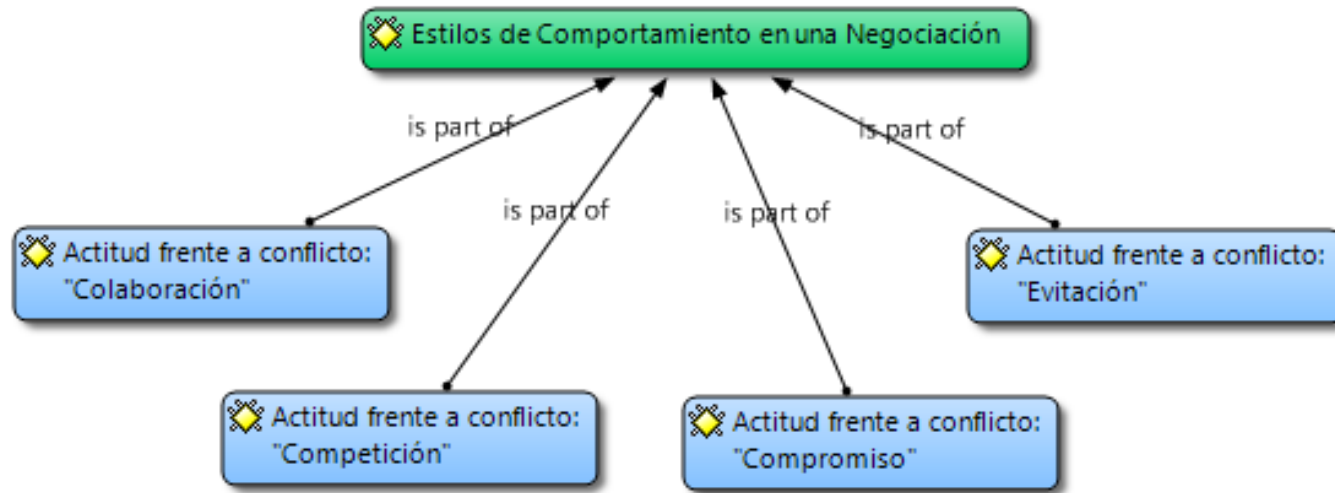 Estilos de Comportamiento en una Negociación
is part of
is part of
is part of
is part of
Actitud frente a conflicto:
"Colaboración"
Actitud frente a conflicto:
"Evitación"
Actitud frente a conflicto:
"Competición"
Actitud frente a conflicto:
"Compromiso"